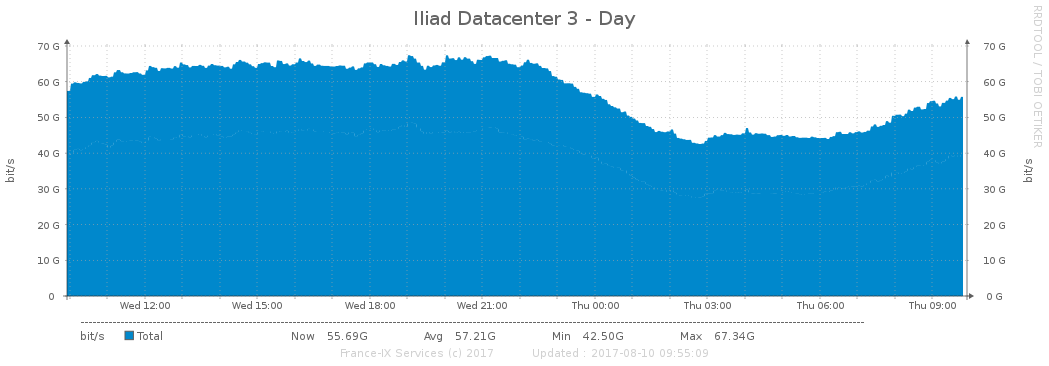 Iliad Datacenter 3 - Day
RRDTOOL / TOBI OETIKER
70 G 70 G
60 G 60 G
50 G 50 G
40 G 40 G
30 G 30 G
20 G 20 G
10 G 10 G
0 0 G
bit/s
bit/s
Wed 12:00 Wed 15:00 Wed 18:00 Wed 21:00 Thu 00:00 Thu 03:00 Thu 06:00 Thu 09:00
bit/s Total Now 55.69G Avg 57.21G Min 42.50G Max 67.34G
France-IX Services (c) 2017 Updated : 2017-08-10 09:55:09